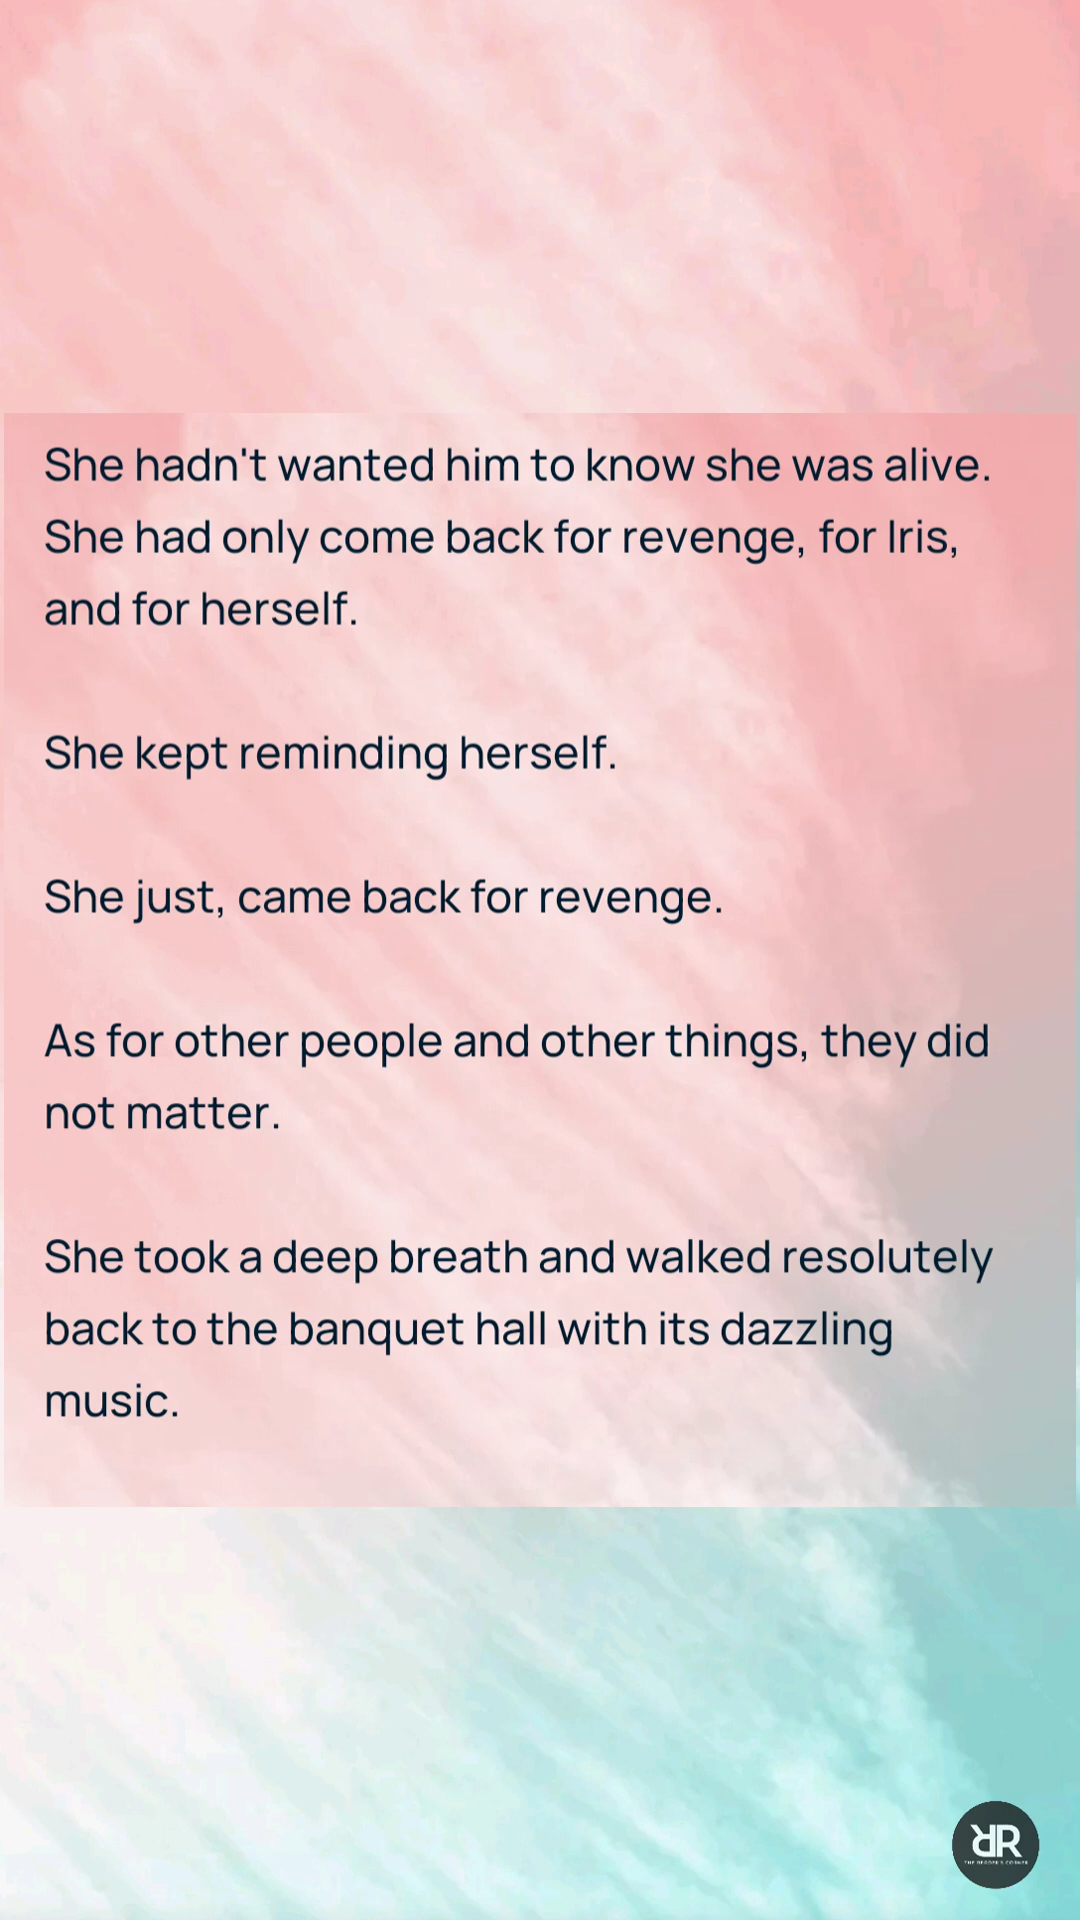 She hadn't wanted him to know she was alive.
She had only come back for revenge, for Iris,
and for herself.
She kept reminding herself.
She just, came back for revenge.
As for other people and other things, they did
not matter.
She took a deep breath and walked resolutely
back to the banquet hall with its dazzling
music.
RR
THE READER'S CORNER